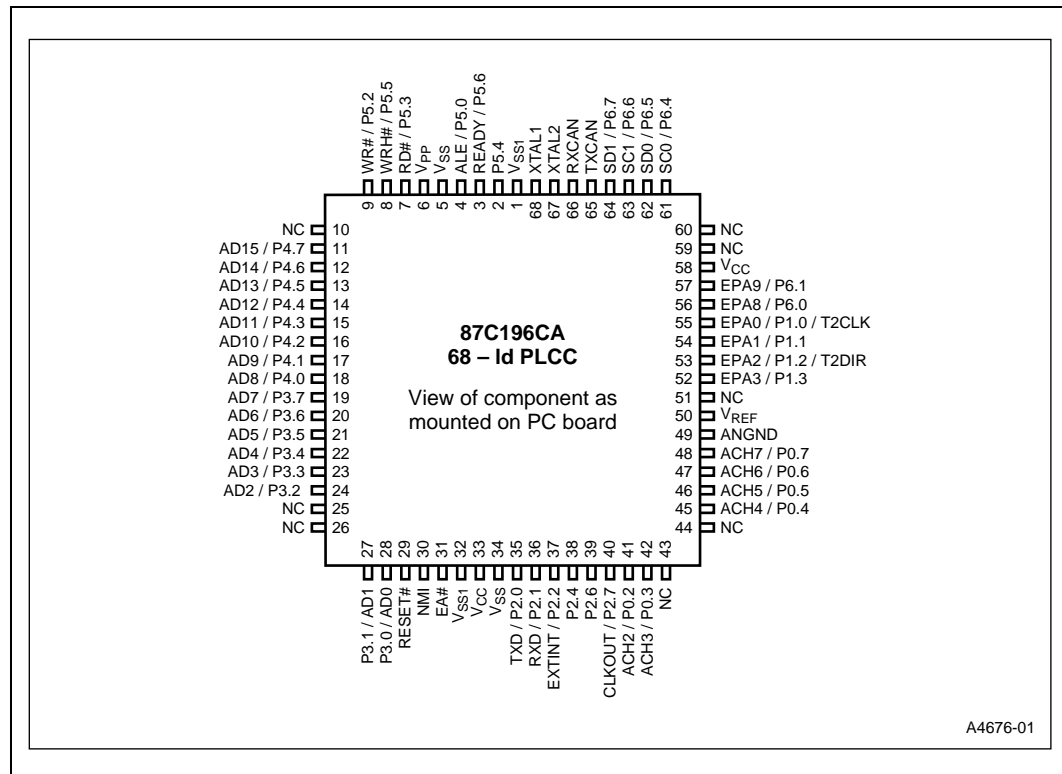 WR# / P5.2
WRH# / P5.5
RD# / P5.3
VPP
VSS
ALE / P5.0
READY / P5.6
P5.4
VSS1
XTAL1
XTAL2
RXCAN
TXCAN
SD1 / P6.7
SC1 / P6.6
SD0 / P6.5
SC0 / P6.4
9
8
7
6
5
4
3
2
1
68
67
66
65
64
63
62
61
NC 10
AD15 / P4.7 11
AD14 / P4.6 12
AD13 / P4.5 13
AD12 / P4.4 14
AD11 / P4.3 15
AD10 / P4.2 16
AD9 / P4.1 17
AD8 / P4.0 18
AD7 / P3.7 19
AD6 / P3.6 20
AD5 / P3.5 21
AD4 / P3.4 22
AD3 / P3.3 23
AD2 / P3.2 24
NC 25
NC 26
87C196CA
68 – ld PLCC
View of component as
mounted on PC board
60 NC
59 NC
58 VCC
57 EPA9 / P6.1
56 EPA8 / P6.0
55 EPA0 / P1.0 / T2CLK
54 EPA1 / P1.1
53 EPA2 / P1.2 / T2DIR
52 EPA3 / P1.3
51 NC
50 VREF
49 ANGND
48 ACH7 / P0.7
47 ACH6 / P0.6
46 ACH5 / P0.5
45 ACH4 / P0.4
44 NC
27
28
29
30
31
32
33
34
35
36
37
38
39
40
41
42
43
P3.1 / AD1
P3.0 / AD0
RESET#
NMI
EA#
VSS1
VCC
VSS
TXD / P2.0
RXD / P2.1
EXTINT / P2.2
P2.4
P2.6
CLKOUT / P2.7
ACH2 / P0.2
ACH3 / P0.3
NC
A4676-01